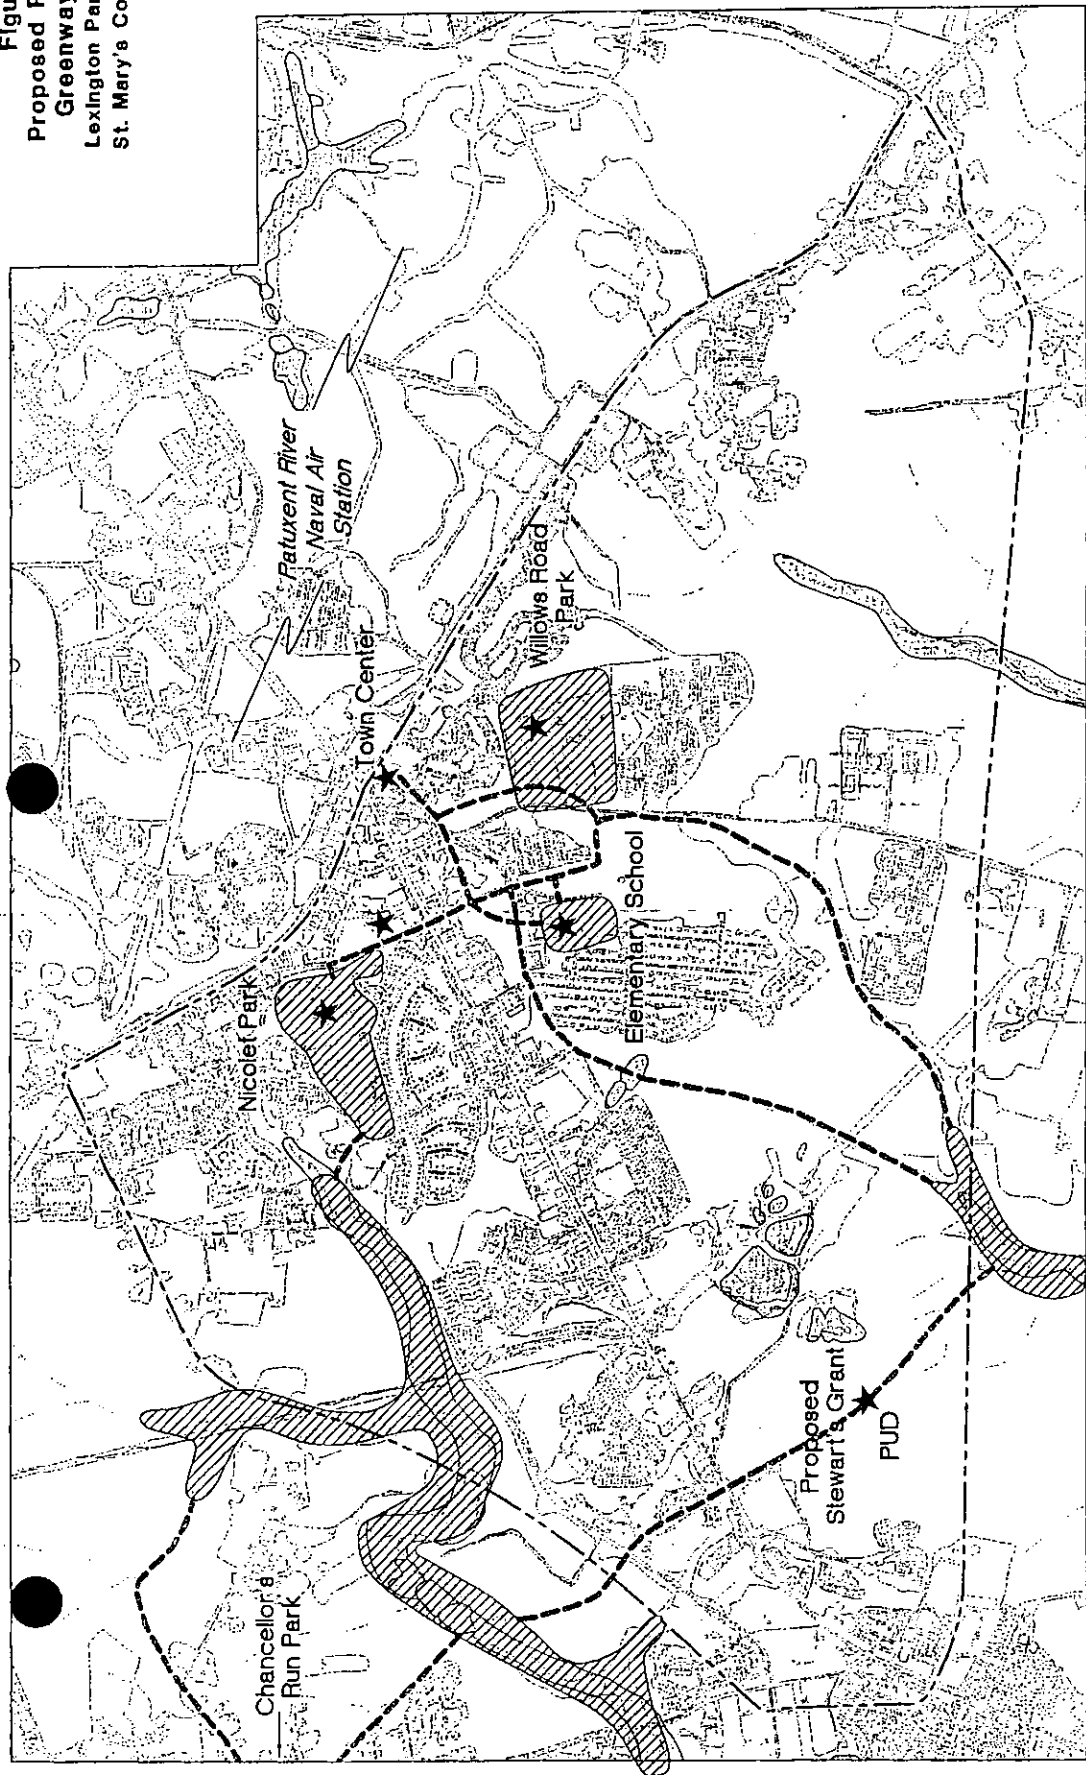 Figu
Proposed P
Greenway
Lexington Par
St. Mary's Co
Patuxent River
Naval Air
Station
Town Center
Willows Road
Park
Nicolet Park
Elementary School
Chancellor's
Run Park
Proposed
Stewart's Grant
PUD